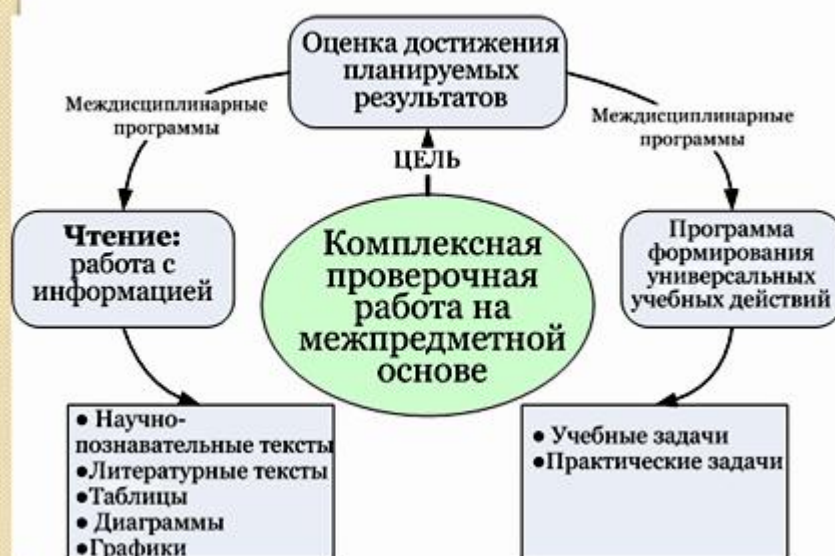 Оценка достижения
планируемых
результатов
Междисциплинарные
программы
Междисциплинарные
программы
ЦЕЛЬ
Чтение:
работа с
информацией
Комплексная
проверочная
работа на
межпредметной
основе
Программа
формирования
универсальных
учебных действий
● Научно-
познавательные тексты
●Литературные тексты
●Таблицы
● Диаграммы
●Графики
● Учебные задачи
●Практические задачи